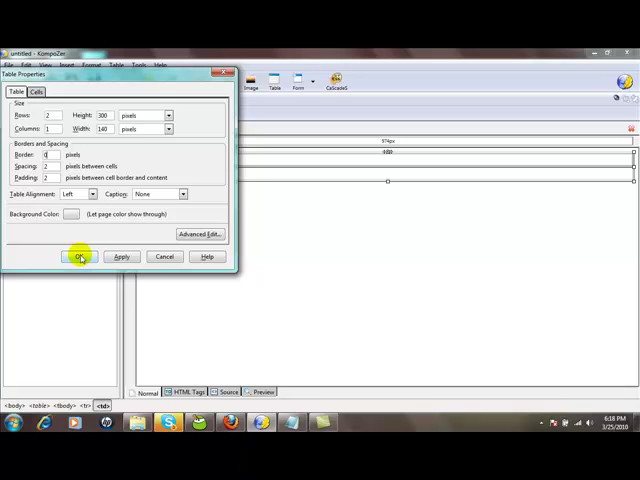 untitled - KompoZer
File Edit View Insert Format Table Tools Help
Table Properties
Table Cells
Image Table Form CaScadeS
Size
Rows: 2 Height: 300 pixels
Columns: 1 Width: 140 pixels
974px
Borders and Spacing
Border: 0 pixels
Spacing: 2 pixels between cells
Padding: 2 pixels between cell border and content
Table Alignment: Left Caption: None
Background Color: (Let page color show through)
Advanced Edit...
OK Apply Cancel Help
Normal HTML Tags Source Preview
<body> <table> <tbody> <tr> <td>
hp
6:18 PM
3/25/2010